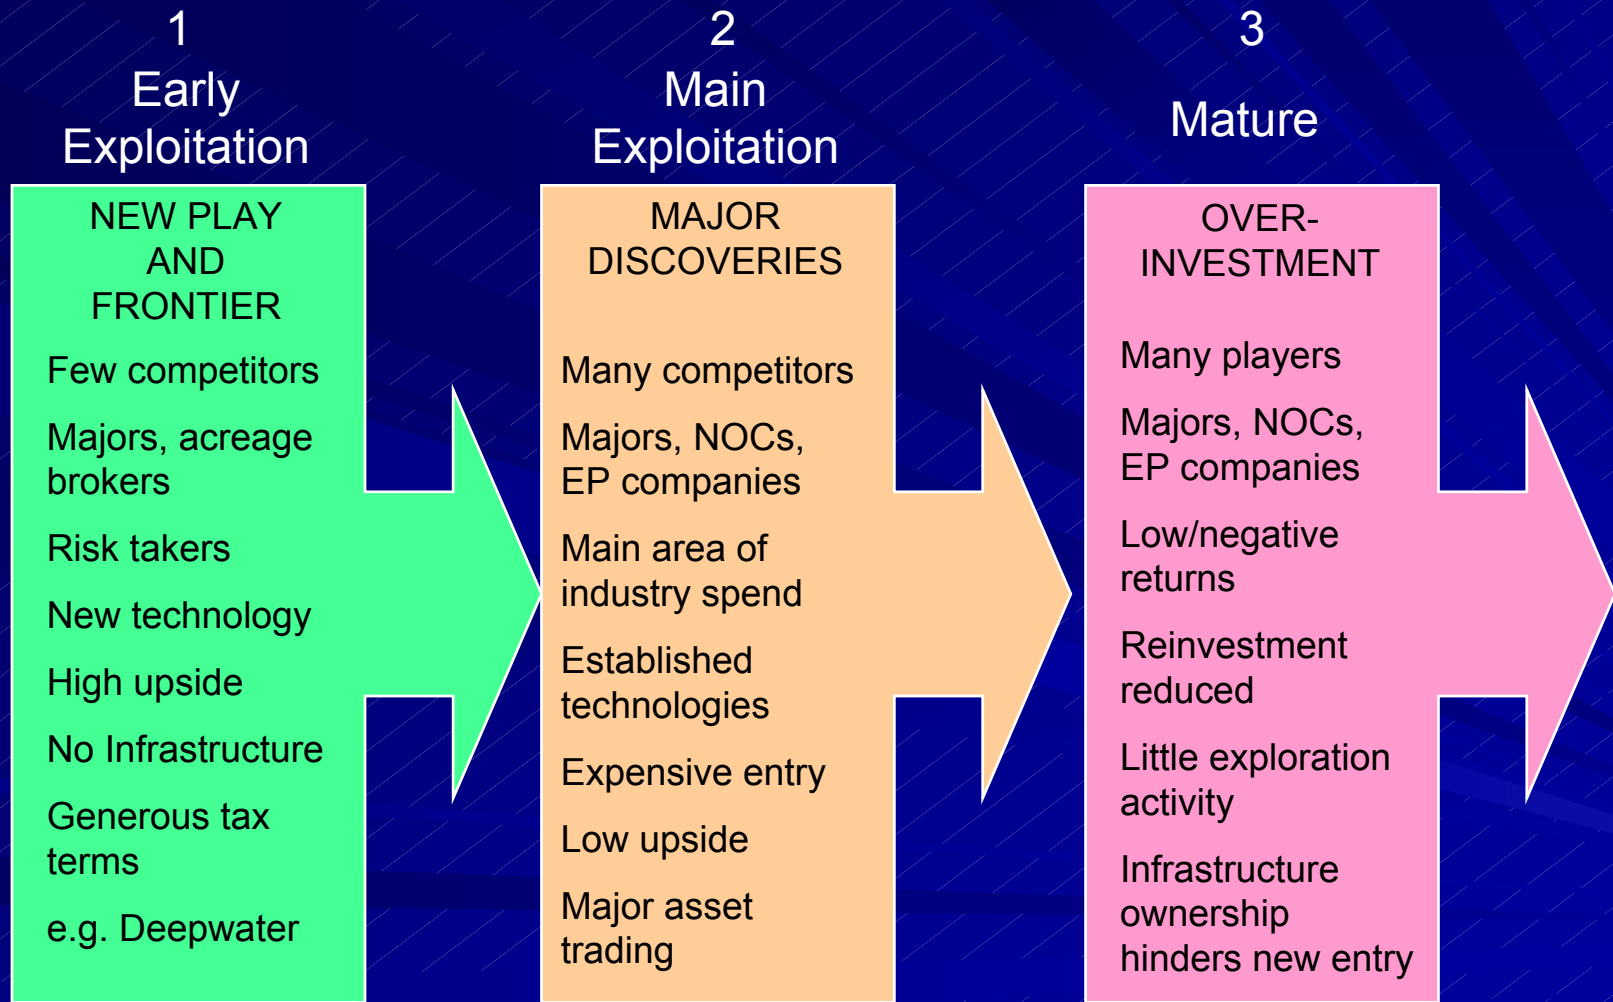 1
Early
Exploitation
NEW PLAY
AND
FRONTIER
Few competitors
Majors, acreage
brokers
Risk takers
New technology
High upside
No Infrastructure
Generous tax
terms
e.g. Deepwater
2
Main
Exploitation
MAJOR
DISCOVERIES
Many competitors
Majors, NOCs,
EP companies
Main area of
industry spend
Established
technologies
Expensive entry
Low upside
Major asset
trading
3
Mature
OVER-
INVESTMENT
Many players
Majors, NOCs,
EP companies
Low/negative
returns
Reinvestment
reduced
Little exploration
activity
Infrastructure
ownership
hinders new entry